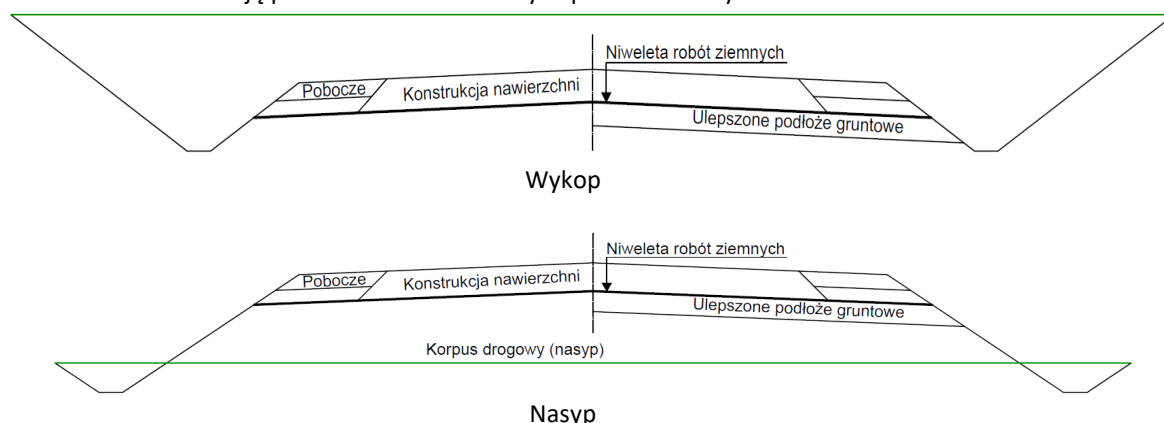 Niweleta robót ziemnych
Pobocze
Konstrukcja nawierzchni
Ulepszone podłoże gruntowe
Wykop
Niweleta robót ziemnych
Pobocze
Konstrukcja nawierzchni
Ulepszone podłoże gruntowe
Korpus drogowy (nasyp)
Nasyp